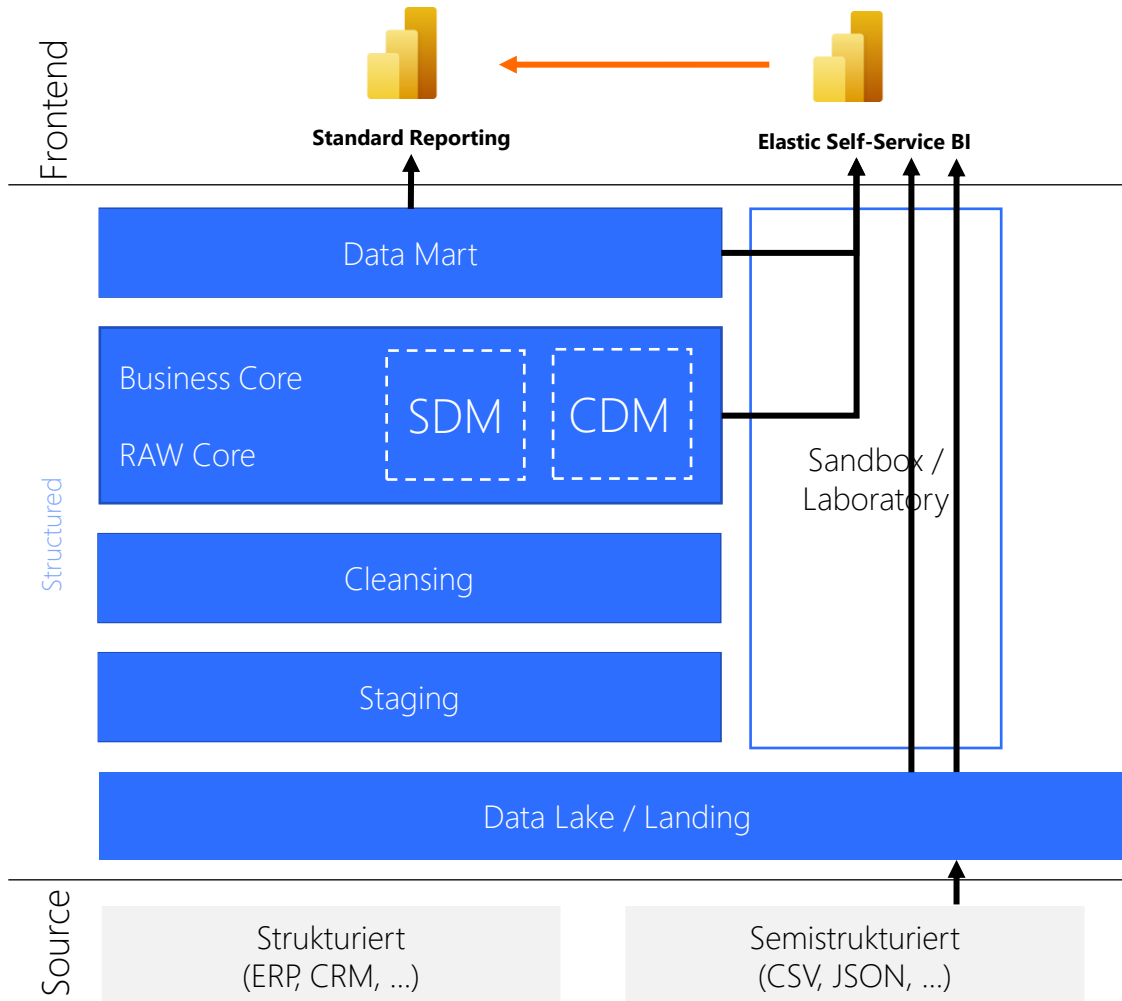 Frontend
Standard Reporting
Elastic Self-Service BI
Structured
Data Mart
Business Core
RAW Core
SDM
CDM
Sandbox /
Laboratory
Cleansing
Staging
Data Lake / Landing
Source
Strukturiert
(ERP, CRM, ...)
Semistrukturiert
(CSV, JSON, ...)